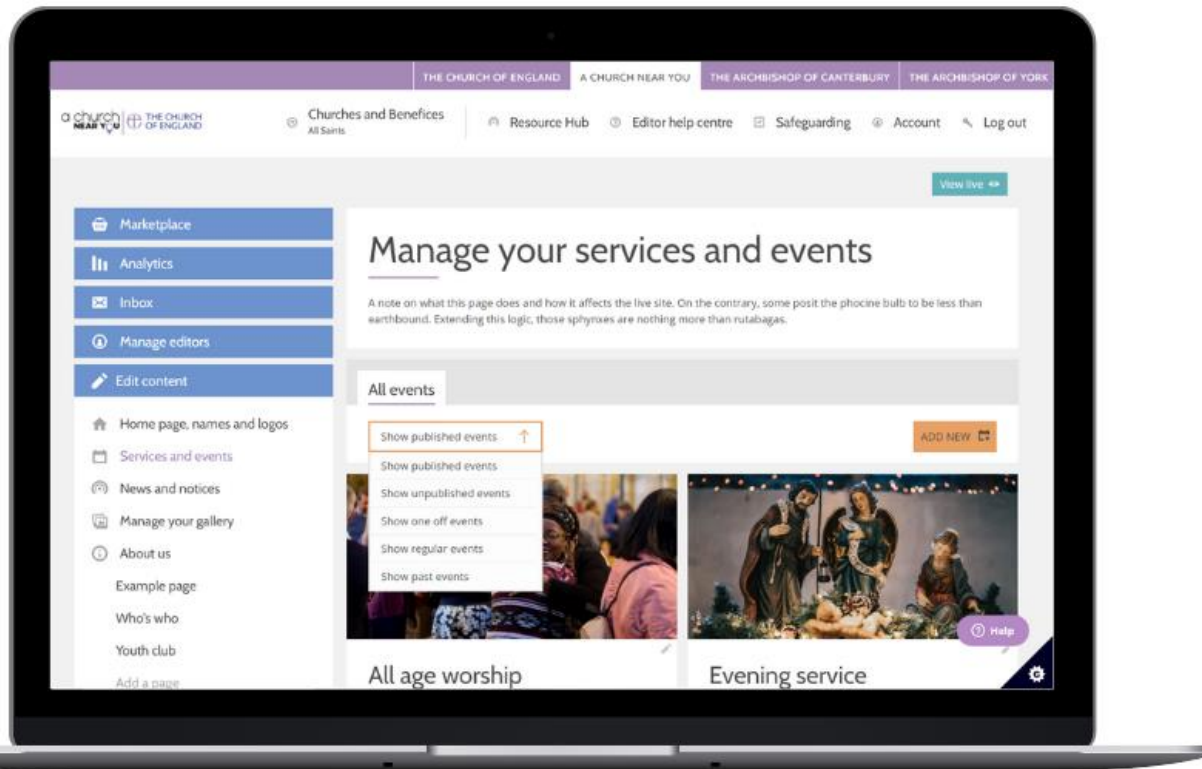 THE CHURCH OF ENGLAND
A CHURCH NEAR YOU
THE ARCHBISHOP OF CANTERBURY
THE ARCHBISHOP OF YORK
a church
NEAR YOU
THE CHURCH
OF ENGLAND
Churches and Benefices
All Saints
Resource Hub
Editor help centre
Safeguarding
Account
Log out
View live
Marketplace
Analytics
Inbox
Manage editors
Edit content
Home page, names and logos
Services and events
News and notices
Manage your gallery
About us
Example page
Who's who
Youth club
Add a page
Manage your services and events
A note on what this page does and how it affects the live site. On the contrary, some posit the phocine bulb to be less than
earthbound. Extending this logic, those sphynxes are nothing more than rutabagas.
All events
Show published events
ADD NEW
Show published events
Show unpublished events
Show one off events
Show regular events
Show past events
Help
All age worship
Evening service